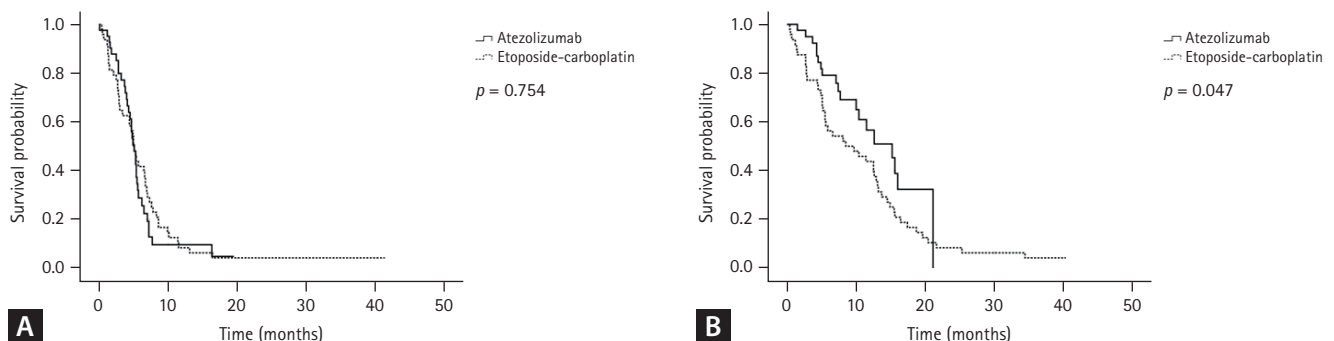 1.0
0.8
0.6
0.4
0.2
0.0
Survival probability
0 10 20 30 40 50
Time (months)
Atezolizumab
Etoposide-carboplatin
p = 0.754
A
1.0
0.8
0.6
0.4
0.2
0.0
Survival probability
0 10 20 30 40 50
Time (months)
Atezolizumab
Etoposide-carboplatin
p = 0.047
B